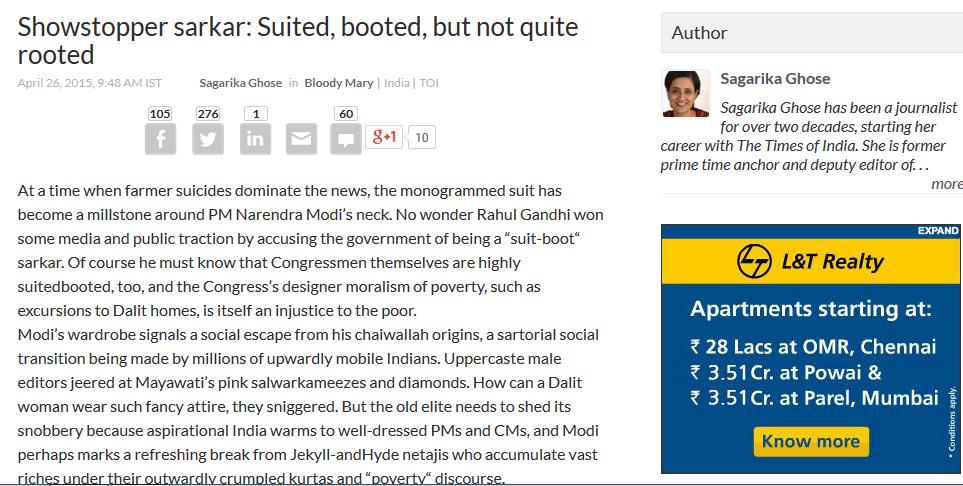 Showstopper sarkar: Suited, booted, but not quite
rooted
April 26, 2015, 9:48 AM IST Sagarika Ghose in Bloody Mary | India | TOI
105 276 1 60
g+1 10
At a time when farmer suicides dominate the news, the monogrammed suit has
become a millstone around PM Narendra Modi's neck. No wonder Rahul Gandhi won
some media and public traction by accusing the government of being a “suit-boot“
sarkar. Of course he must know that Congressmen themselves are highly
suitedbooted, too, and the Congress's designer moralism of poverty, such as
excursions to Dalit homes, is itself an injustice to the poor.
Modi's wardrobe signals a social escape from his chaiwallah origins, a sartorial social
transition being made by millions of upwardly mobile Indians. Uppercaste male
editors jeered at Mayawati's pink salwarkameezes and diamonds. How can a Dalit
woman wear such fancy attire, they sniggered. But the old elite needs to shed its
snobbery because aspirational India warms to well-dressed PMs and CMs, and Modi
perhaps marks a refreshing break from Jekyll-andHyde netajis who accumulate vast
riches under their outwardly crumpled kurtas and “poverty“ discourse.
Author
Sagarika Ghose
Sagarika Ghose has been a journalist
for over two decades, starting her
career with The Times of India. She is former
prime time anchor and deputy editor of. . .
more
EXPAND
L&T Realty
Apartments starting at:
₹ 28 Lacs at OMR, Chennai
₹ 3.51Cr. at Powai &
₹ 3.51Cr. at Parel, Mumbai
Know more
* Conditions apply.